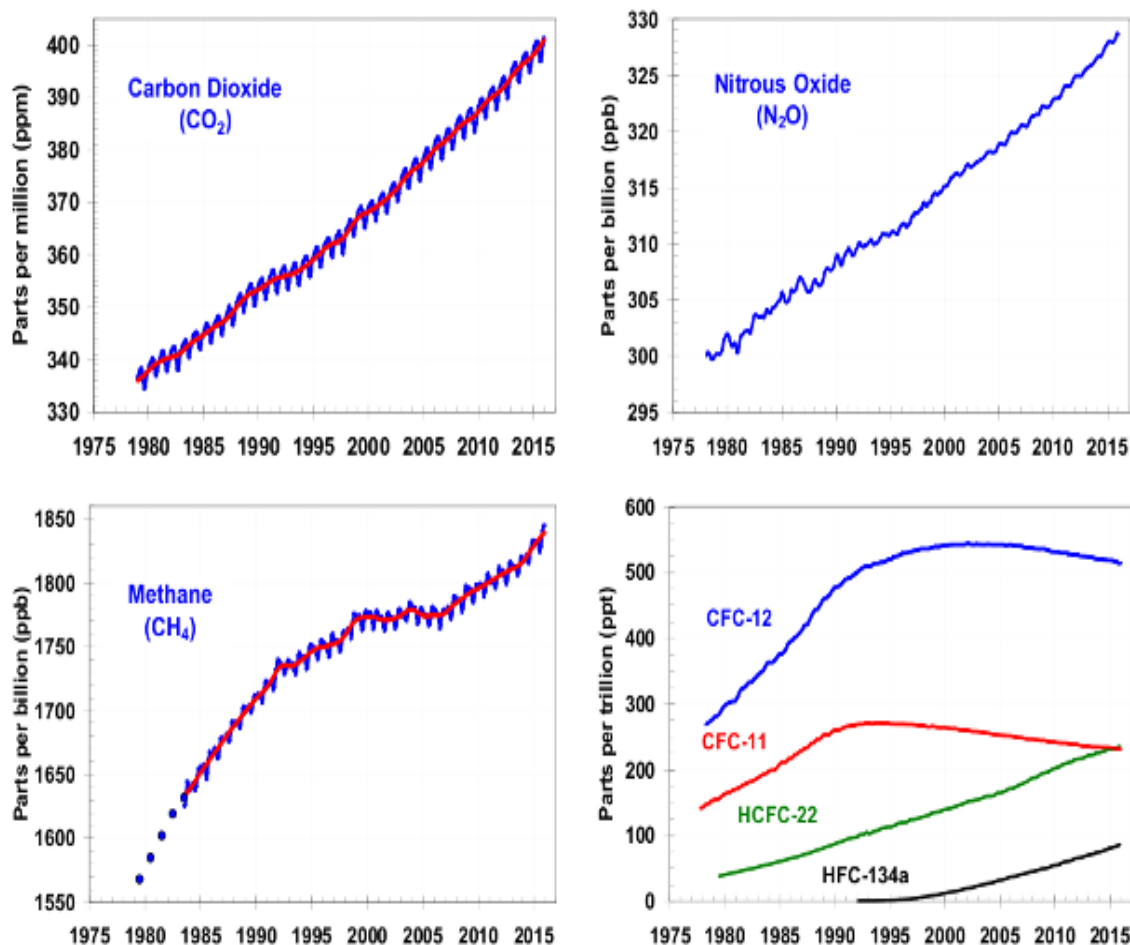 Parts per million (ppm)
400
390
380
370
360
350
340
330
Carbon Dioxide
(CO₂)
1975 1980 1985 1990 1995 2000 2005 2010 2015
Parts per billion (ppb)
330
325
320
315
310
305
300
295
Nitrous Oxide
(N₂O)
1975 1980 1985 1990 1995 2000 2005 2010 2015
Parts per billion (ppb)
1850
1800
1750
1700
1650
1600
1550
Methane
(CH₄)
1975 1980 1985 1990 1995 2000 2005 2010 2015
Parts per trillion (ppt)
600
500
400
300
200
100
0
CFC-12
CFC-11
HCFC-22
HFC-134a
1975 1980 1985 1990 1995 2000 2005 2010 2015